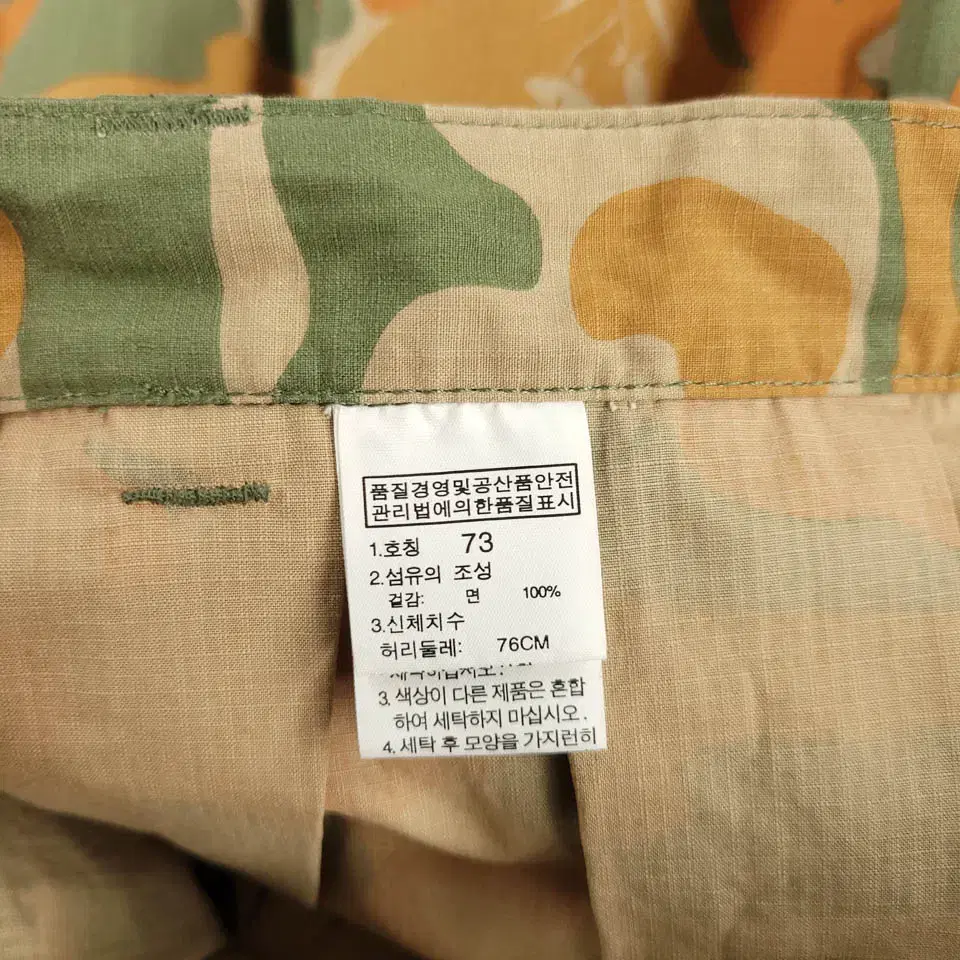 품질경영및공산품안전
관리법에의한품질표시
1.호칭 73
2.섬유의 조성
겉감: 면 100%
3.신체치수
허리둘레: 76CM
3. 색상이 다른 제품은 혼합
하여 세탁하지 마십시오.
4. 세탁 후 모양을 가지런히